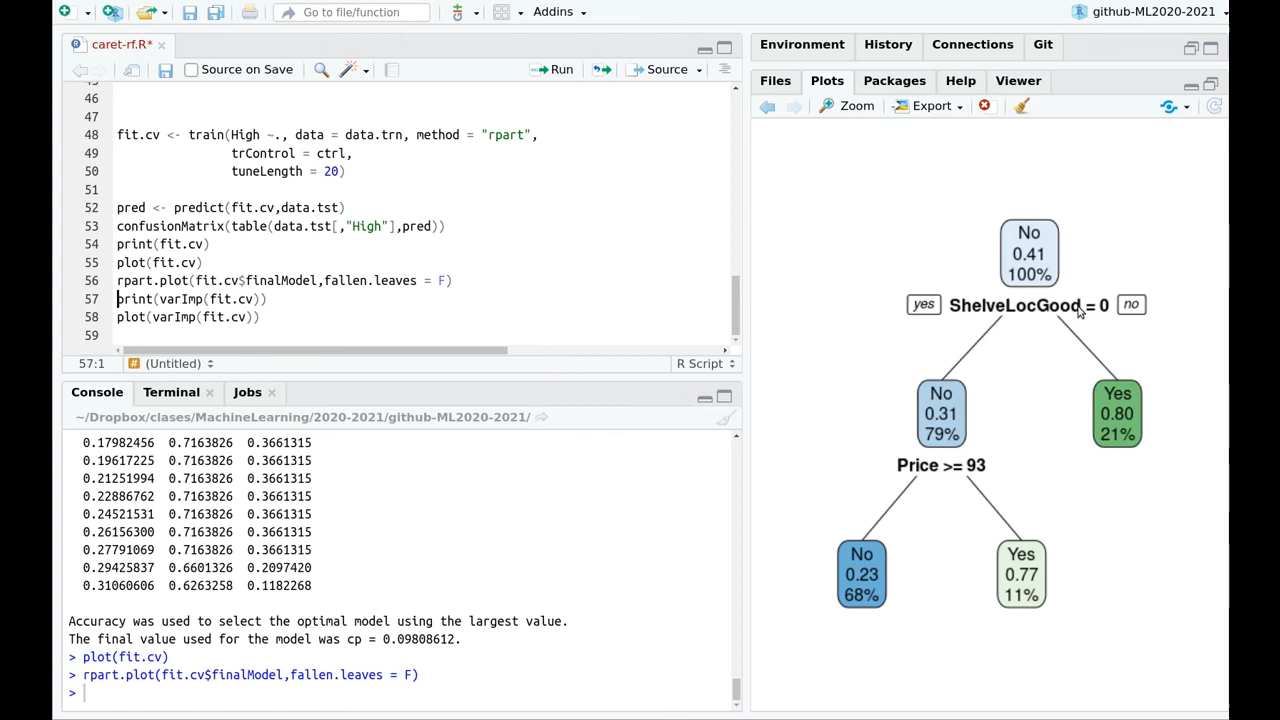 Go to file/function
Addins
github-ML2020-2021
caret-rf.R*
Source on Save
Run
Source
46
47
48 fit.cv <- train(High ~., data = data.trn, method = "rpart",
49 trControl = ctrl,
50 tuneLength = 20)
51
52 pred <- predict(fit.cv,data.tst)
53 confusionMatrix(table(data.tst[,"High"],pred))
54 print(fit.cv)
55 plot(fit.cv)
56 rpart.plot(fit.cv$finalModel,fallen.leaves = F)
57 print(varImp(fit.cv))
58 plot(varImp(fit.cv))
59
57:1 (Untitled) R Script
Console Terminal Jobs
~/Dropbox/clases/MachineLearning/2020-2021/github-ML2020-2021/
0.17982456 0.7163826 0.3661315
0.19617225 0.7163826 0.3661315
0.21251994 0.7163826 0.3661315
0.22886762 0.7163826 0.3661315
0.24521531 0.7163826 0.3661315
0.26156300 0.7163826 0.3661315
0.27791069 0.7163826 0.3661315
0.29425837 0.6601326 0.2097420
0.31060606 0.6263258 0.1182268
Accuracy was used to select the optimal model using the largest value.
The final value used for the model was cp = 0.09808612.
> plot(fit.cv)
> rpart.plot(fit.cv$finalModel,fallen.leaves = F)
>
Environment History Connections Git
Files Plots Packages Help Viewer
Zoom Export
No
0.41
100%
yes ShelveLocGood = 0 no
No
0.31
79%
Yes
0.80
21%
Price >= 93
No
0.23
68%
Yes
0.77
11%